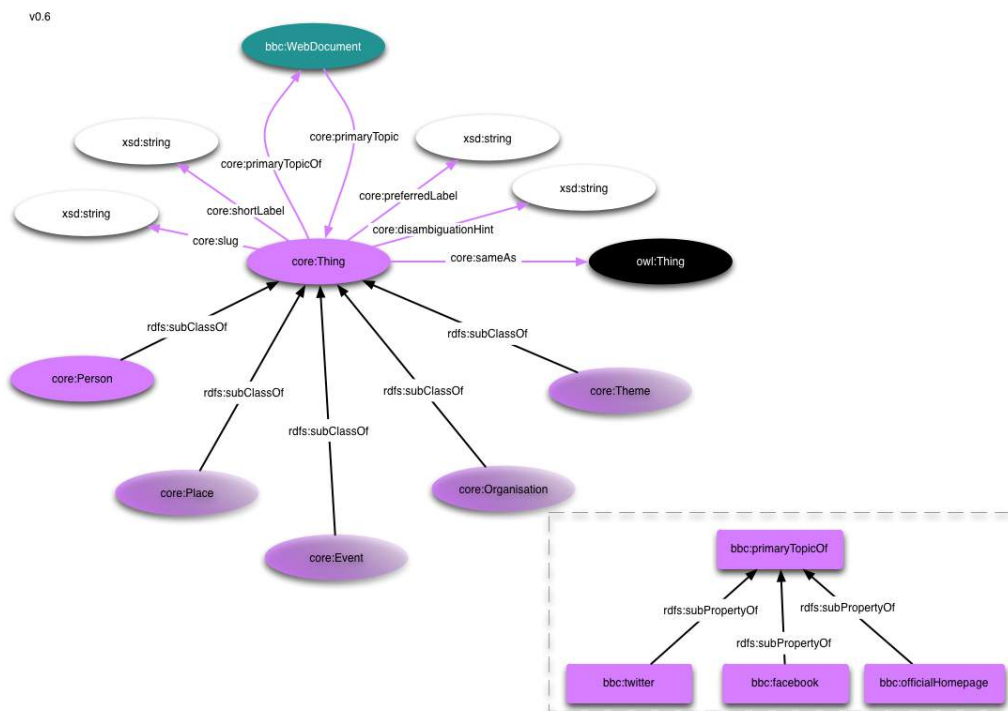 v0.6
bbc:WebDocument
core:primaryTopic
xsd:string
xsd:string
core:primaryTopicOf
xsd:string
core:preferredLabel
xsd:string
core:shortLabel
core:disambiguationHint
core:slug
core:Thing
core:sameAs
owl:Thing
rdfs:subClassOf
rdfs:subClassOf
core:Person
rdfs:subClassOf
rdfs:subClassOf
core:Theme
rdfs:subClassOf
core:Place
core:Organisation
core:Event
bbc:primaryTopicOf
rdfs:subPropertyOf
rdfs:subPropertyOf
rdfs:subPropertyOf
bbc:twitter
bbc:facebook
bbc:officialHomepage